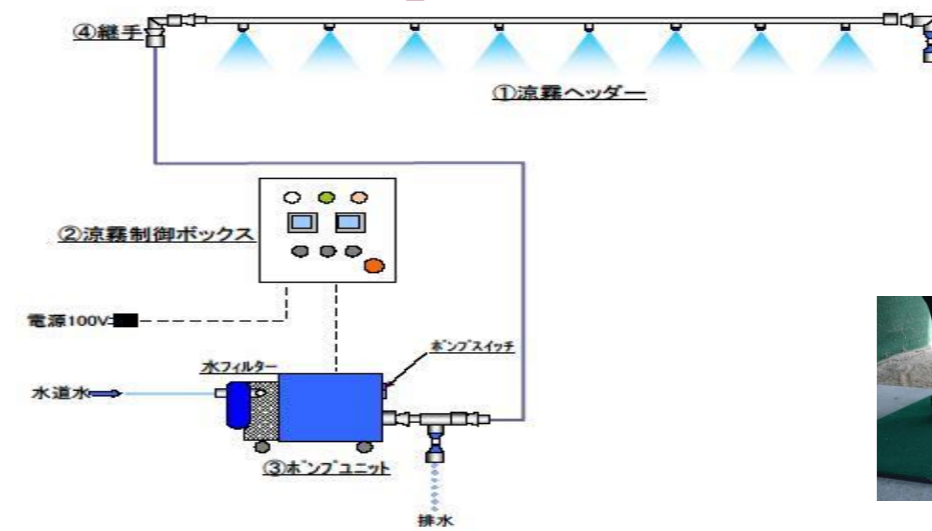 ④継手
①涼霧ヘッダー
②涼霧制御ボックス
電源100V
ポンプスイッチ
水フィルター
水道水
③ポンプユニット
排水